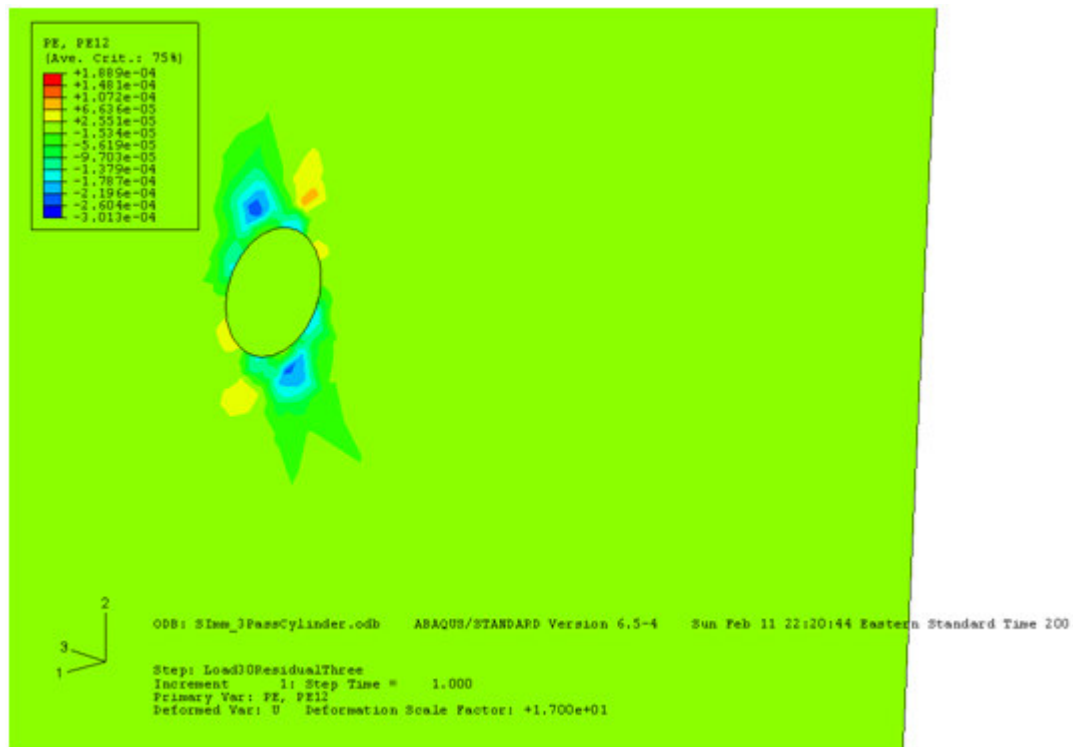 PE, PE12
(Ave. Crit.: 75%)
+1.889e-04
+1.481e-04
+1.072e-04
+6.636e-05
+2.551e-05
-1.534e-05
-5.619e-05
-9.703e-05
-1.379e-04
-1.787e-04
-2.196e-04
-2.604e-04
-3.013e-04
2
3
1
ODB: SImm_3PassCylinder.odb ABAQUS/STANDARD Version 6.5-4 Sun Feb 11 22:20:44 Eastern Standard Time 200
Step: Load30ResidualThree
Increment 1: Step Time = 1.000
Primary Var: PE, PE12
Deformed Var: U Deformation Scale Factor: +1.700e+01